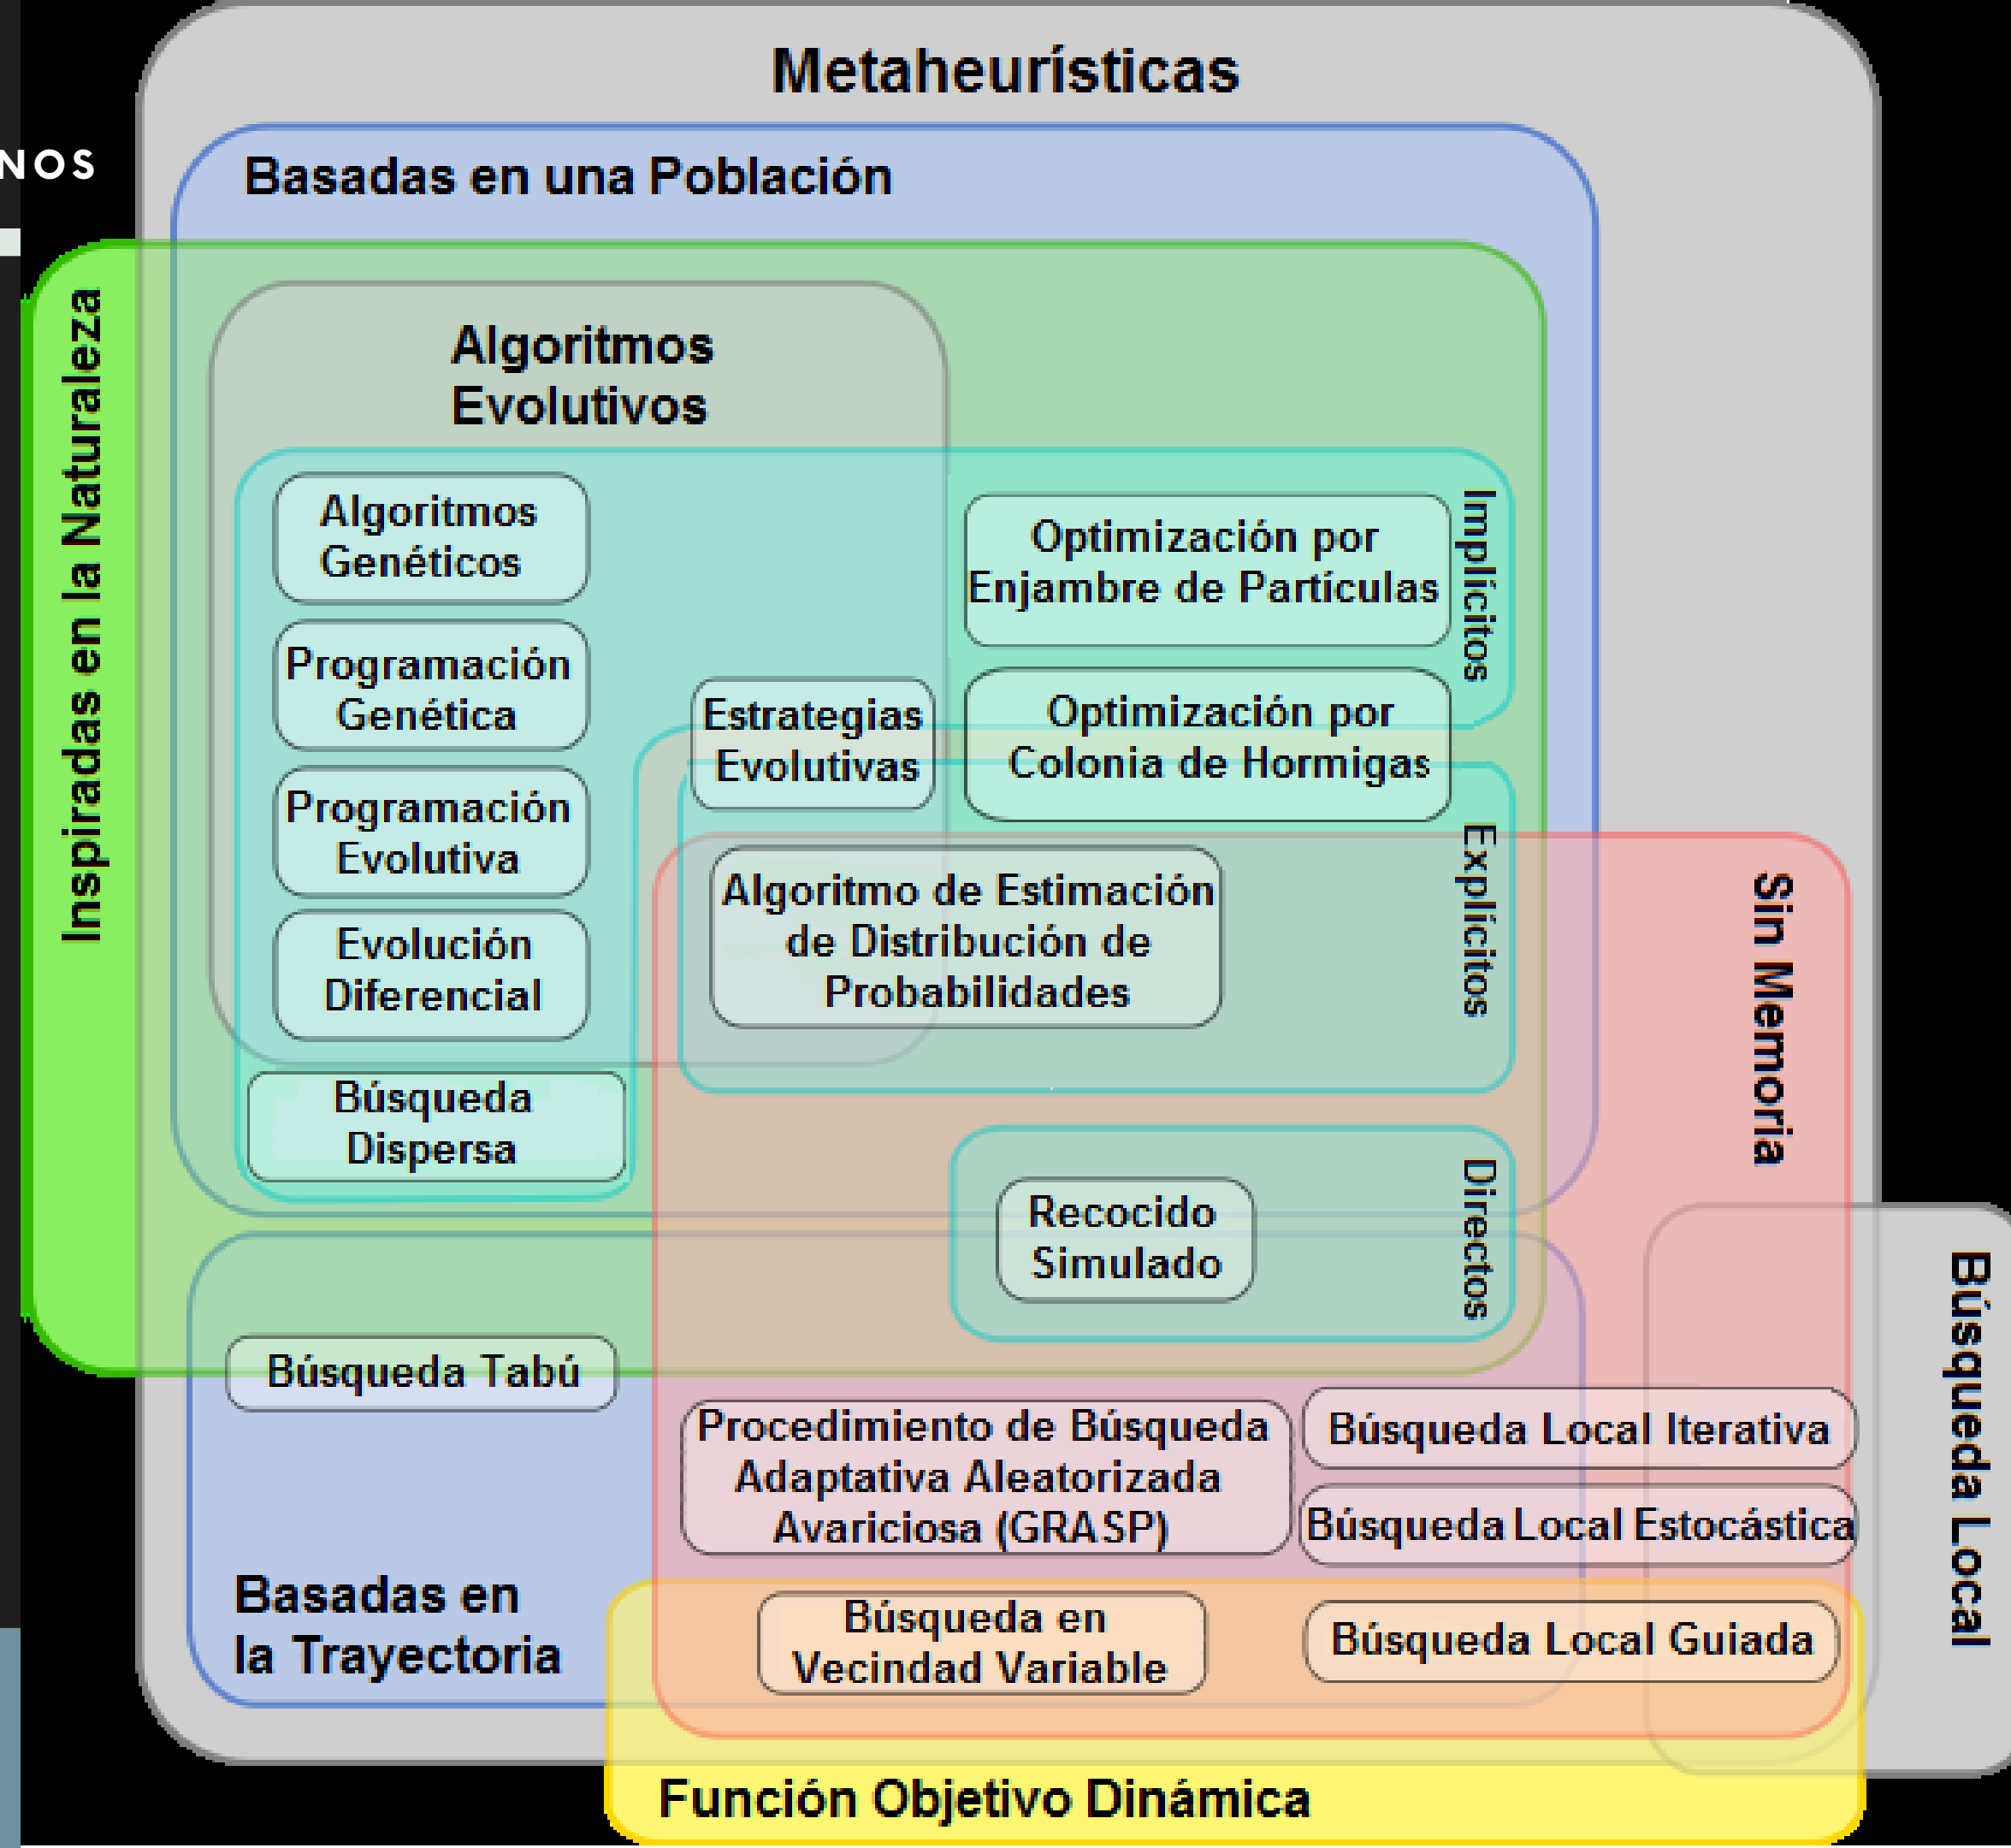 Metaheurísticas
NOS
Basadas en una Población
Inspiradas en la Naturaleza
Algoritmos
Evolutivos
Algoritmos
Genéticos
Optimización por
Enjambre de Partículas
Implícitos
Programación
Genética
Estrategias
Evolutivas
Optimización por
Colonia de Hormigas
Programación
Evolutiva
Explícitos
Algoritmo de Estimación
de Distribución de
Probabilidades
Sin Memoria
Evolución
Diferencial
Búsqueda
Dispersa
Recocido
Simulado
Directos
Búsqueda Local
Búsqueda Tabú
Procedimiento de Búsqueda
Adaptativa Aleatorizada
Avariciosa (GRASP)
Búsqueda Local Iterativa
Búsqueda Local Estocástica
Basadas en
la Trayectoria
Búsqueda en
Vecindad Variable
Búsqueda Local Guiada
Función Objetivo Dinámica